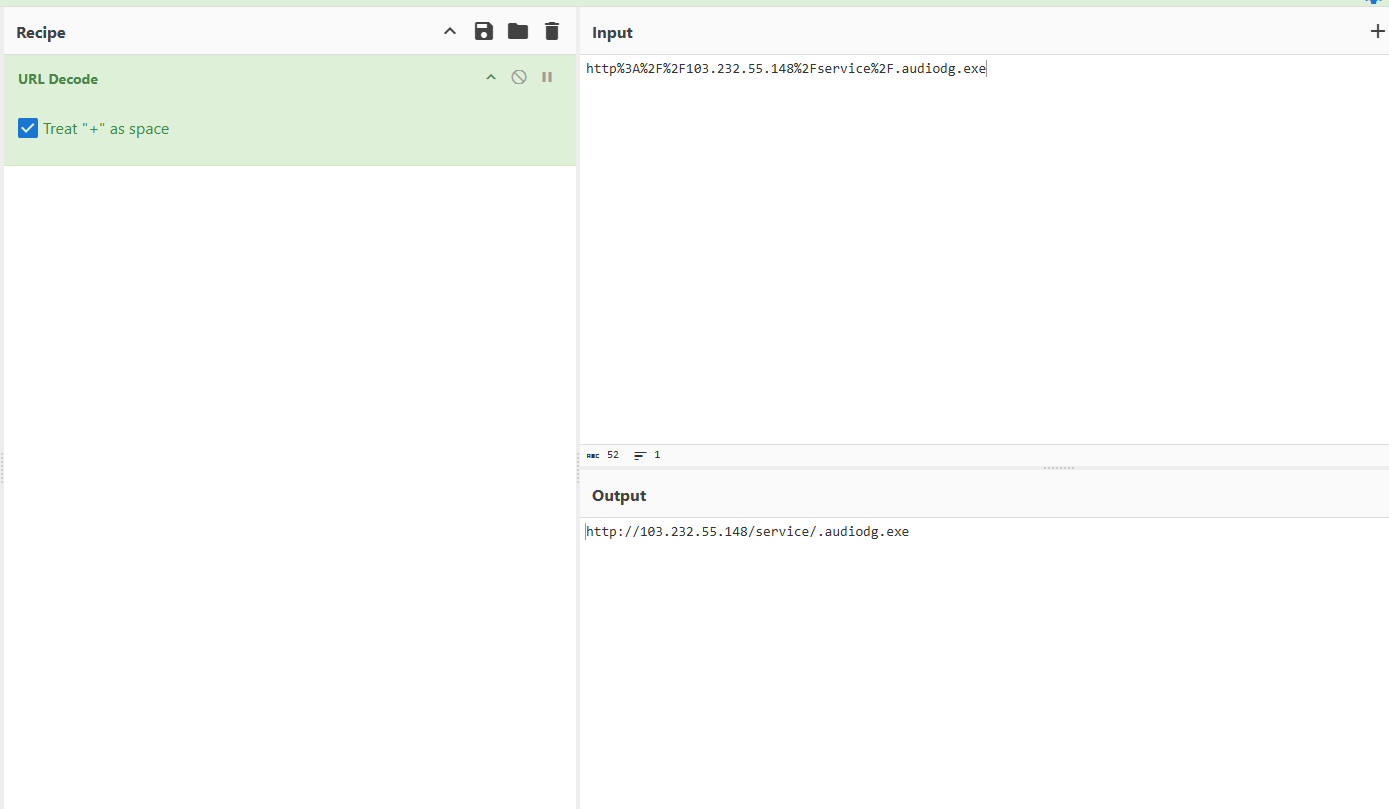 Recipe
URL Decode
Treat "+" as space
Input
http%3A%2F%2F103.232.55.148%2Fservice%2F.audiodg.exe
ABC 52 1
Output
http://103.232.55.148/service/.audiodg.exe